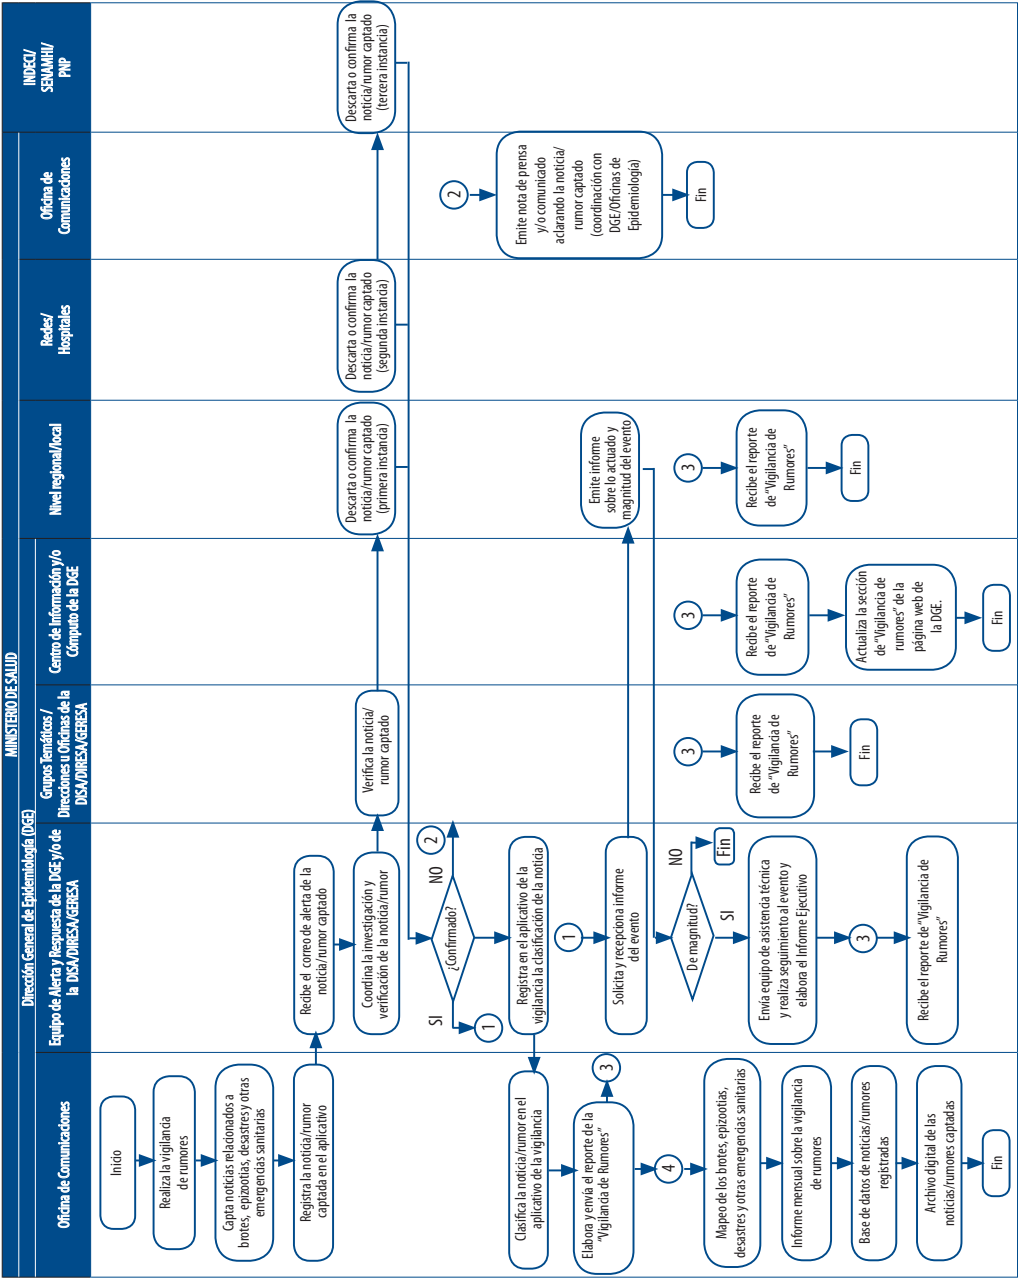 MINISTERIO DE SALUD
Dirección General de Epidemiología (DGE)
Oficina de Comunicaciones
Equipo de Alerta y Respuesta de la DGE y/o de
la DISA/DIRESA/GERESA
Grupos Temáticos /
Direcciones u Oficinas de la
DISA/DIRESA/GERESA
Centro de Información y/o
Cómputo de la DGE
Nivel regional/local
Redes/
Hospitales
Oficina de
Comunicaciones
INDECI/
SENAMHI/
PNP
Inicio
Realiza la vigilancia
de rumores
Capta noticias relacionados a
brotes, epizootias, desastres y otras
emergencias sanitarias
Registra la noticia/rumor
captada en el aplicativo
Recibe el correo de alerta de la
noticia/rumor captado
Coordina la investigación y
verificación de la noticia/rumor
Verifica la noticia/
rumor captado
Descarta o confirma la
noticia/rumor captado
(primera instancia)
Descarta o confirma la
noticia/rumor captado
(segunda instancia)
Descarta o confirma la
noticia/rumor captado
(tercera instancia)
¿Confirmado?
SI
1
NO
2
2
Emite nota de prensa
y/o comunicado
aclarando la noticia/
rumor captado
(coordinación con
DGE/Oficinas de
Epidemiología)
Fin
Registra en el aplicativo de la
vigilancia la clasificación de la noticia
Clasifica la noticia/rumor en el
aplicativo de la vigilancia
Elabora y envía el reporte de la
"Vigilancia de Rumores"
3
1
Solicita y recepciona informe
del evento
Emite informe
sobre lo actuado y
magnitud del evento
De magnitud?
NO
Fin
SI
Envía equipo de asistencia técnica
y realiza seguimiento al evento y
elabora el Informe Ejecutivo
3
Recibe el reporte de "Vigilancia de
Rumores"
3
Recibe el reporte
de "Vigilancia de
Rumores"
Fin
3
Recibe el reporte
de "Vigilancia de
Rumores"
Actualiza la sección
de "Vigilancia de
rumores" de la
página web de
la DGE.
Fin
3
Recibe el reporte
de "Vigilancia de
Rumores"
Fin
4
Mapeo de los brotes, epizootias,
desastres y otras emergencias sanitarias
Informe mensual sobre la vigilancia
de rumores
Base de datos de noticias/rumores
registradas
Archivo digital de las
noticias/rumores captadas
Fin